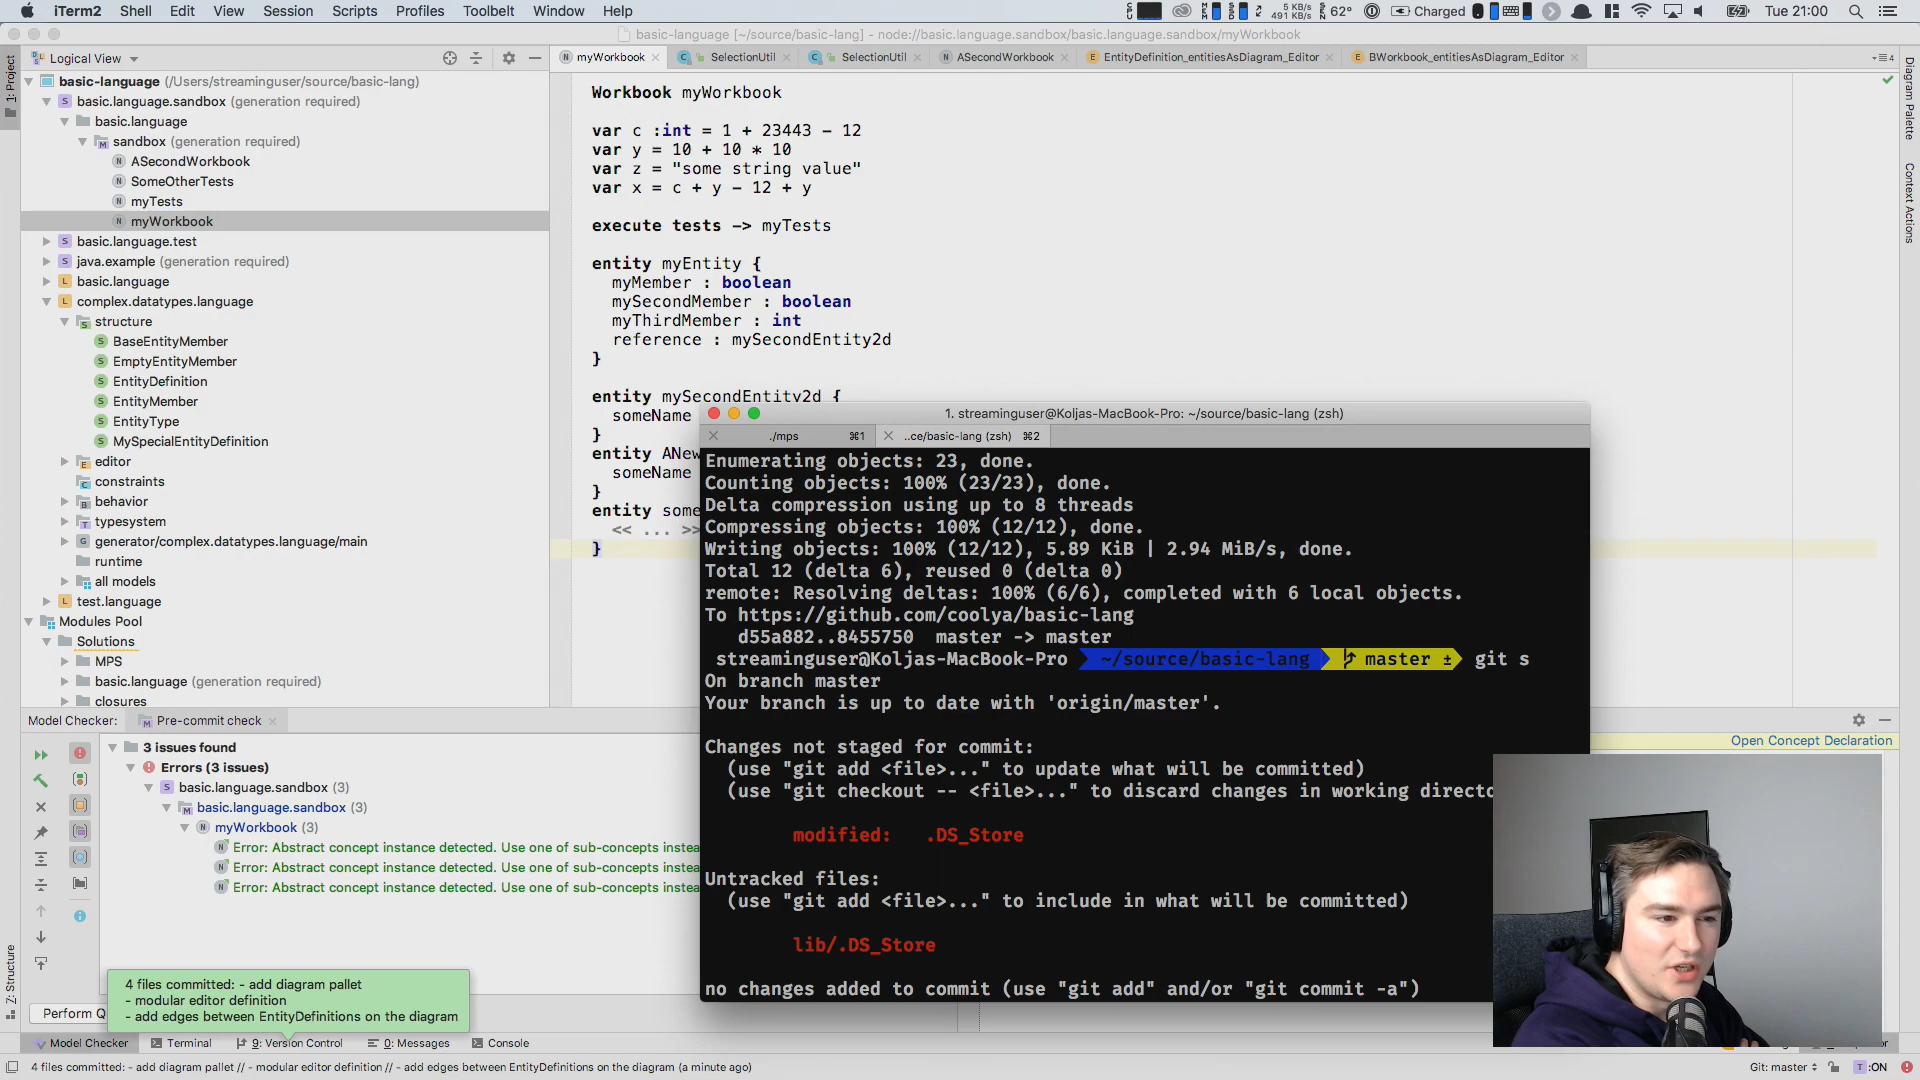 iTerm2 Shell Edit View Session Scripts Profiles Toolbelt Window Help
5 KB/s
491 KB/s
62°
Charged
Tue 21:00
basic-language [~/source/basic-lang] - node://basic.language.sandbox/basic.language.sandbox/myWorkbook
Logical View
myWorkbook
SelectionUtil
SelectionUtil
ASecondWorkbook
EntityDefinition_entitiesAsDiagram_Editor
BWorkbook_entitiesAsDiagram_Editor
1: Project
Diagram Palette
Context Actions
basic-language (/Users/streaminguser/source/basic-lang)
basic.language.sandbox (generation required)
basic.language
sandbox (generation required)
ASecondWorkbook
SomeOtherTests
myTests
myWorkbook
basic.language.test
java.example (generation required)
basic.language
complex.datatypes.language
structure
BaseEntityMember
EmptyEntityMember
EntityDefinition
EntityMember
EntityType
MySpecialEntityDefinition
editor
constraints
behavior
typesystem
generator/complex.datatypes.language/main
runtime
all models
test.language
Modules Pool
Solutions
MPS
basic.language (generation required)
closures
Workbook myWorkbook
var c :int = 1 + 23443 - 12
var y = 10 + 10 * 10
var z = "some string value"
var x = c + y - 12 + y
execute tests -> myTests
entity myEntity {
myMember : boolean
mySecondMember : boolean
myThirdMember : int
reference : mySecondEntity2d
}
entity mySecondEntity2d {
someName
}
entity ANew
someName
}
entity some
<< ... >>
}
1. streaminguser@Koljas-MacBook-Pro: ~/source/basic-lang (zsh)
./mps ⌘1
..ce/basic-lang (zsh) ⌘2
Enumerating objects: 23, done.
Counting objects: 100% (23/23), done.
Delta compression using up to 8 threads
Compressing objects: 100% (12/12), done.
Writing objects: 100% (12/12), 5.89 KiB | 2.94 MiB/s, done.
Total 12 (delta 6), reused 0 (delta 0)
remote: Resolving deltas: 100% (6/6), completed with 6 local objects.
To https://github.com/coolya/basic-lang
d55a882..8455750  master -> master
streaminguser@Koljas-MacBook-Pro ~/source/basic-lang master ± git s
On branch master
Your branch is up to date with 'origin/master'.
Changes not staged for commit:
(use "git add <file>..." to update what will be committed)
(use "git checkout -- <file>..." to discard changes in working directo
modified: .DS_Store
Untracked files:
(use "git add <file>..." to include in what will be committed)
lib/.DS_Store
no changes added to commit (use "git add" and/or "git commit -a")
Model Checker: Pre-commit check
Open Concept Declaration
3 issues found
Errors (3 issues)
basic.language.sandbox (3)
basic.language.sandbox (3)
myWorkbook (3)
Error: Abstract concept instance detected. Use one of sub-concepts instea
Error: Abstract concept instance detected. Use one of sub-concepts instea
Error: Abstract concept instance detected. Use one of sub-concepts instea
Z: Structure
4 files committed: - add diagram pallet
- modular editor definition
- add edges between EntityDefinitions on the diagram
Perform Q
Model Checker
Terminal
9: Version Control
0: Messages
Console
4 files committed: - add diagram pallet // - modular editor definition // - add edges between EntityDefinitions on the diagram (a minute ago)
Git: master
T :ON